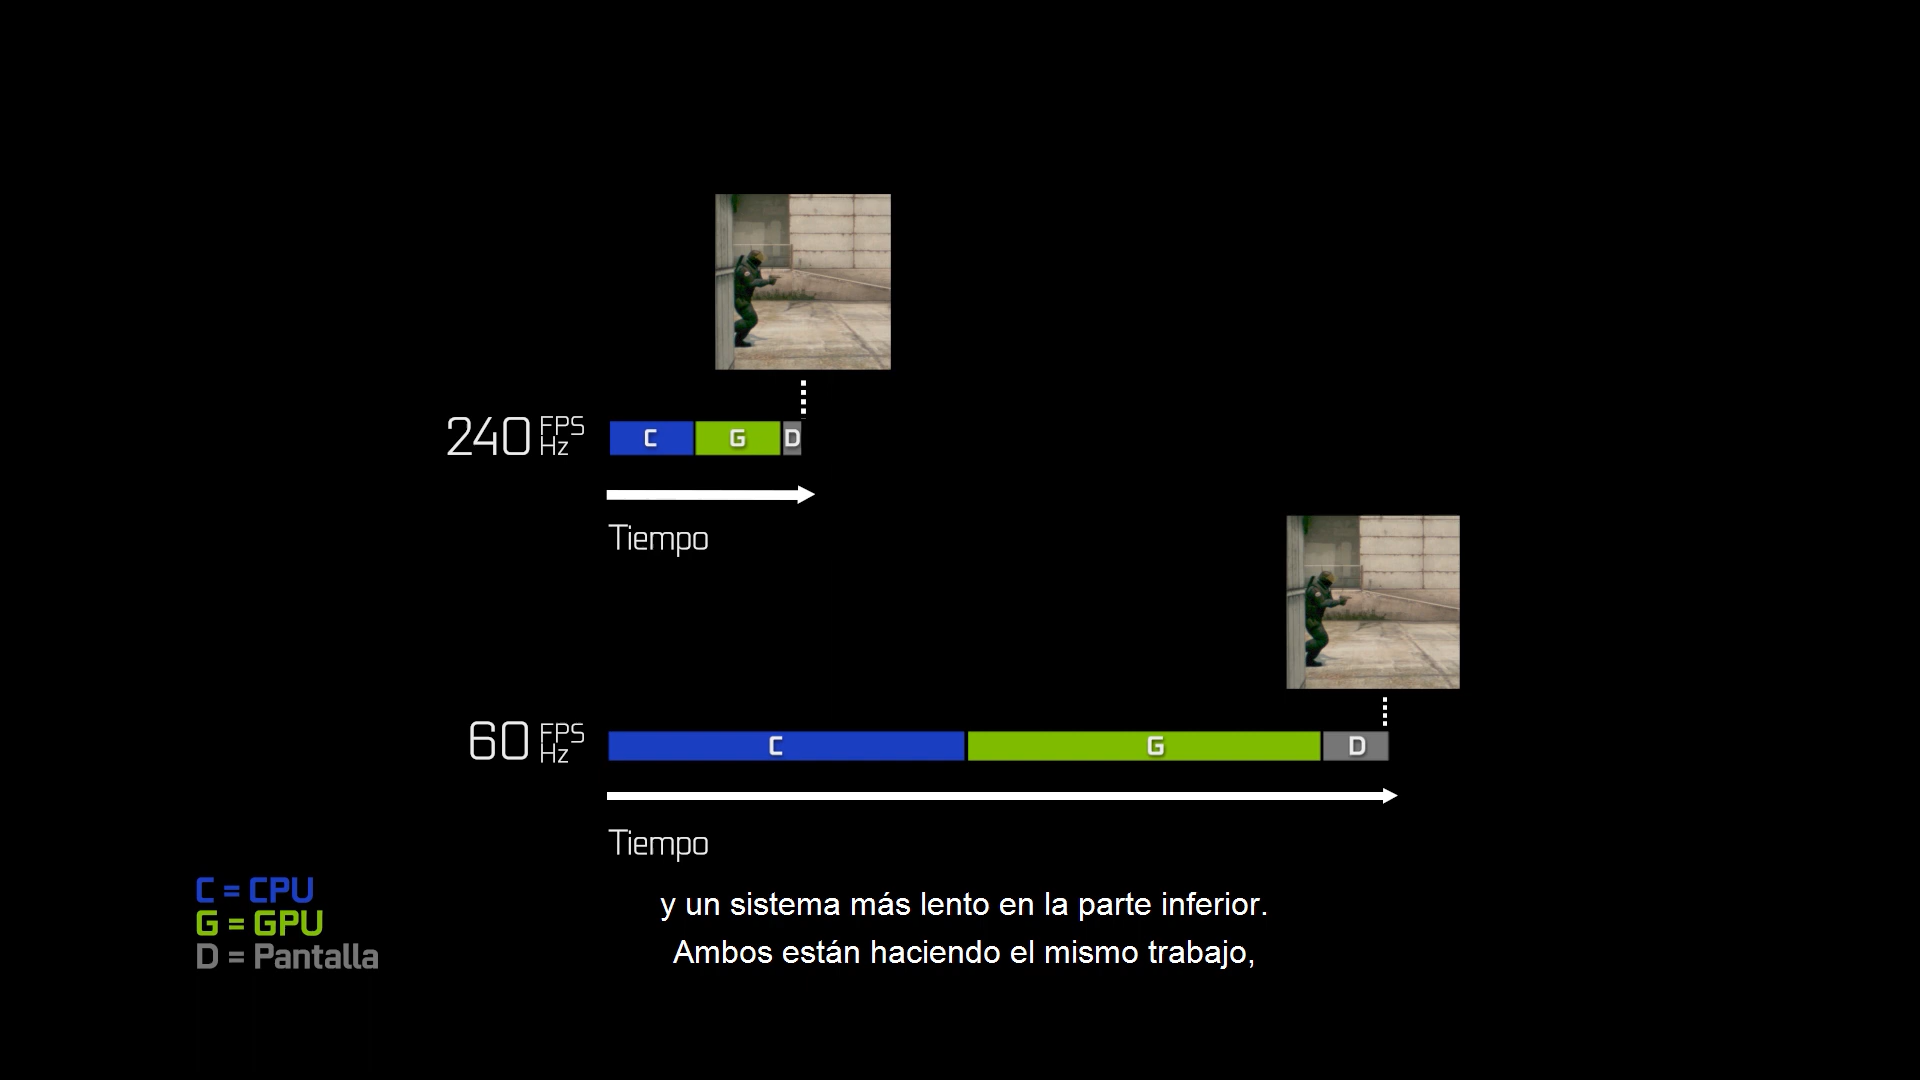 240 FPS
Hz
C G D
Tiempo
60 FPS
Hz
C G D
Tiempo
C = CPU
G = GPU
D = Pantalla
y un sistema más lento en la parte inferior.
Ambos están haciendo el mismo trabajo,